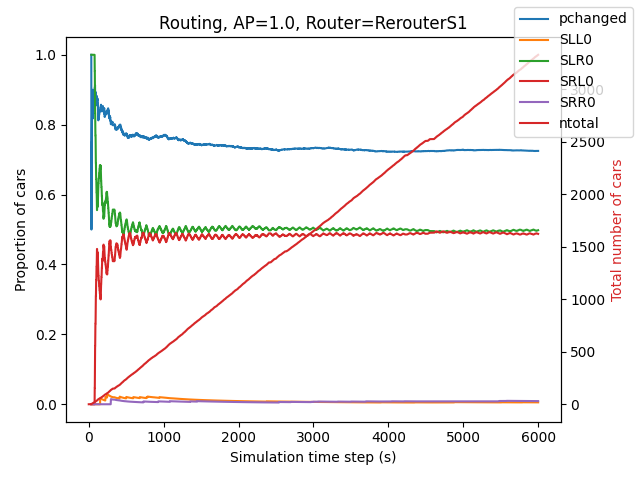 Routing, AP=1.0, Router=RerouterS1
pchanged
SLL0
SLR0
SRL0
SRR0
ntotal
1.0
0.8
0.6
0.4
0.2
0.0
Proportion of cars
3000
2500
2000
1500
1000
500
0
Total number of cars
0
1000
2000
3000
4000
5000
6000
Simulation time step (s)